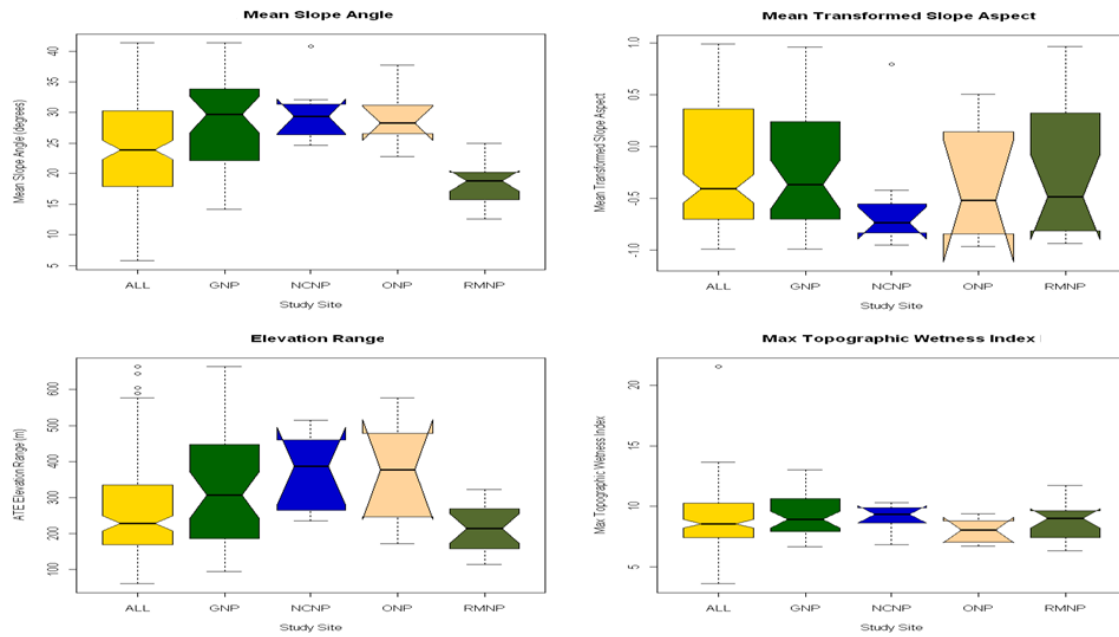 Mean Slope Angle
Mean Slope Angle (degrees)
40
35
30
25
20
15
10
5
ALL GNP NCNP ONP RMNP
Study Site
Mean Transformed Slope Aspect
Mean Transformed Slope Aspect
1.0
0.5
0.0
-0.5
-1.0
ALL GNP NCNP ONP RMNP
Study Site
Elevation Range
ATE Elevation Range (m)
600
500
400
300
200
100
ALL GNP NCNP ONP RMNP
Study Site
Max Topographic Wetness Index
Max Topographic Wetness Index
20
15
10
5
ALL GNP NCNP ONP RMNP
Study Site